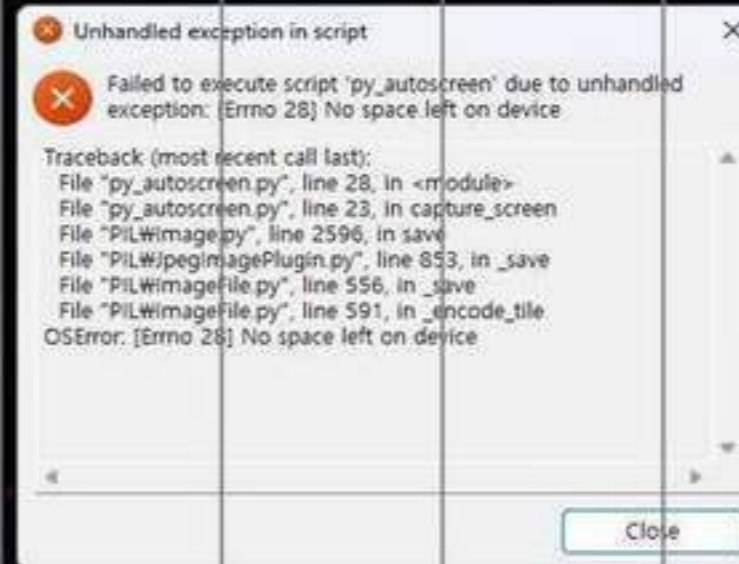 Unhandled exception in script
Failed to execute script 'py_autoscreen' due to unhandled
exception: [Errno 28] No space left on device
Traceback (most recent call last):
File "py_autoscreen.py", line 28, in <module>
File "py_autoscreen.py", line 23, in capture_screen
File "PIL₩Image.py", line 2596, in save
File "PIL₩JpegImagePlugin.py", line 853, in _save
File "PIL₩ImageFile.py", line 556, in _save
File "PIL₩ImageFile.py", line 591, in _encode_tile
OSError: [Errno 28] No space left on device
Close